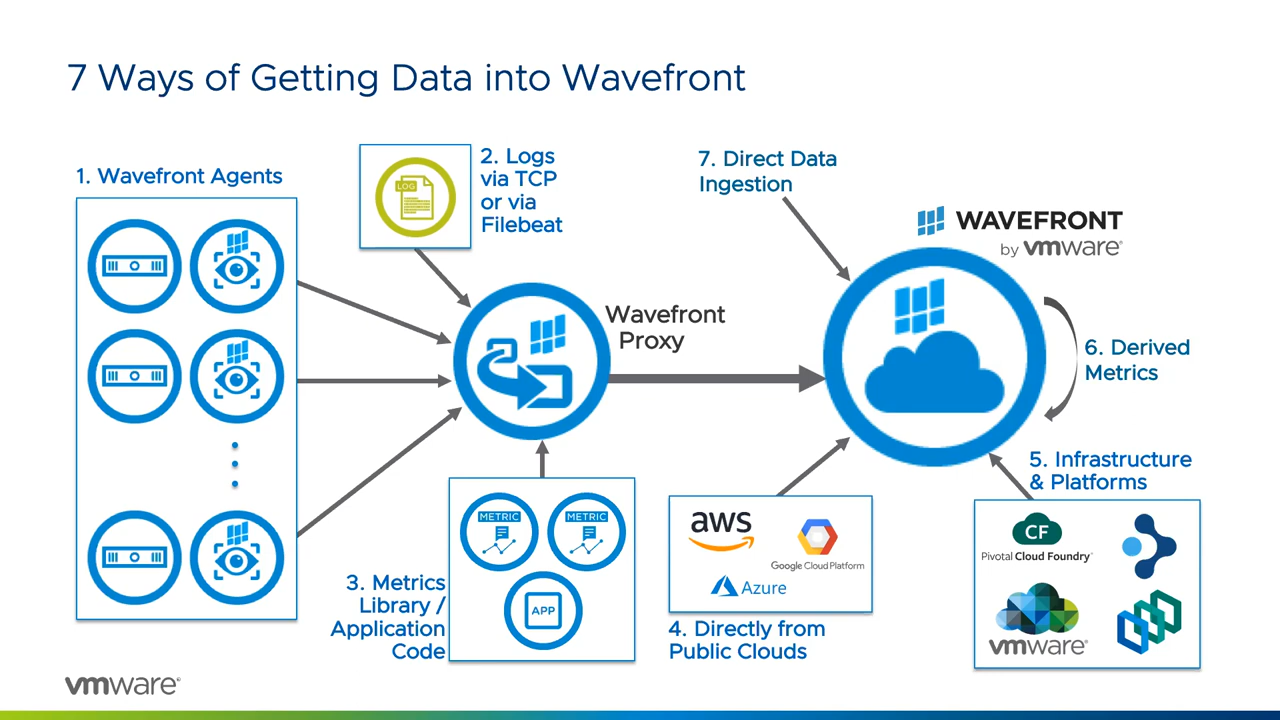 7 Ways of Getting Data into Wavefront
1. Wavefront Agents
LOG
2. Logs
via TCP
or via
Filebeat
7. Direct Data
Ingestion
WAVEFRONT
by vmware®
Wavefront
Proxy
6. Derived
Metrics
5. Infrastructure
& Platforms
METRIC
METRIC
APP
3. Metrics
Library /
Application
Code
aws
Google Cloud Platform
Azure
4. Directly from
Public Clouds
CF
Pivotal Cloud Foundry®
vmware®
vmware®